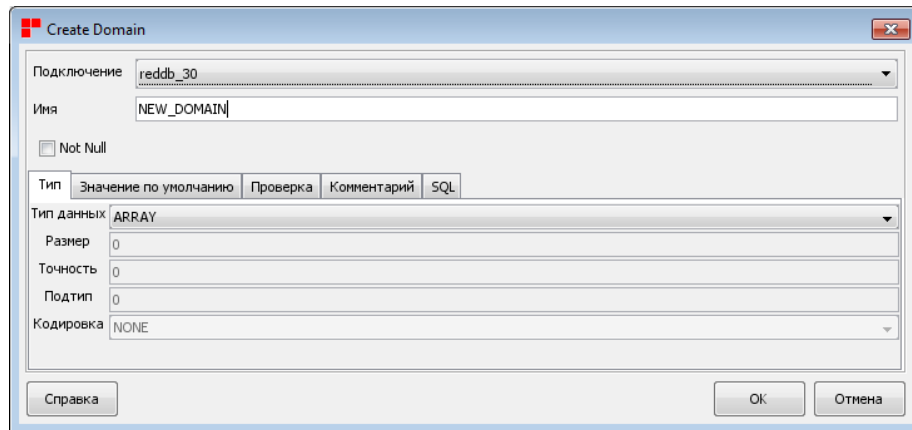 Create Domain
Подключение reddb_30
Имя NEW_DOMAIN
Not Null
Тип Значение по умолчанию Проверка Комментарий SQL
Тип данных ARRAY
Размер 0
Точность 0
Подтип 0
Кодировка NONE
Справка OK Отмена